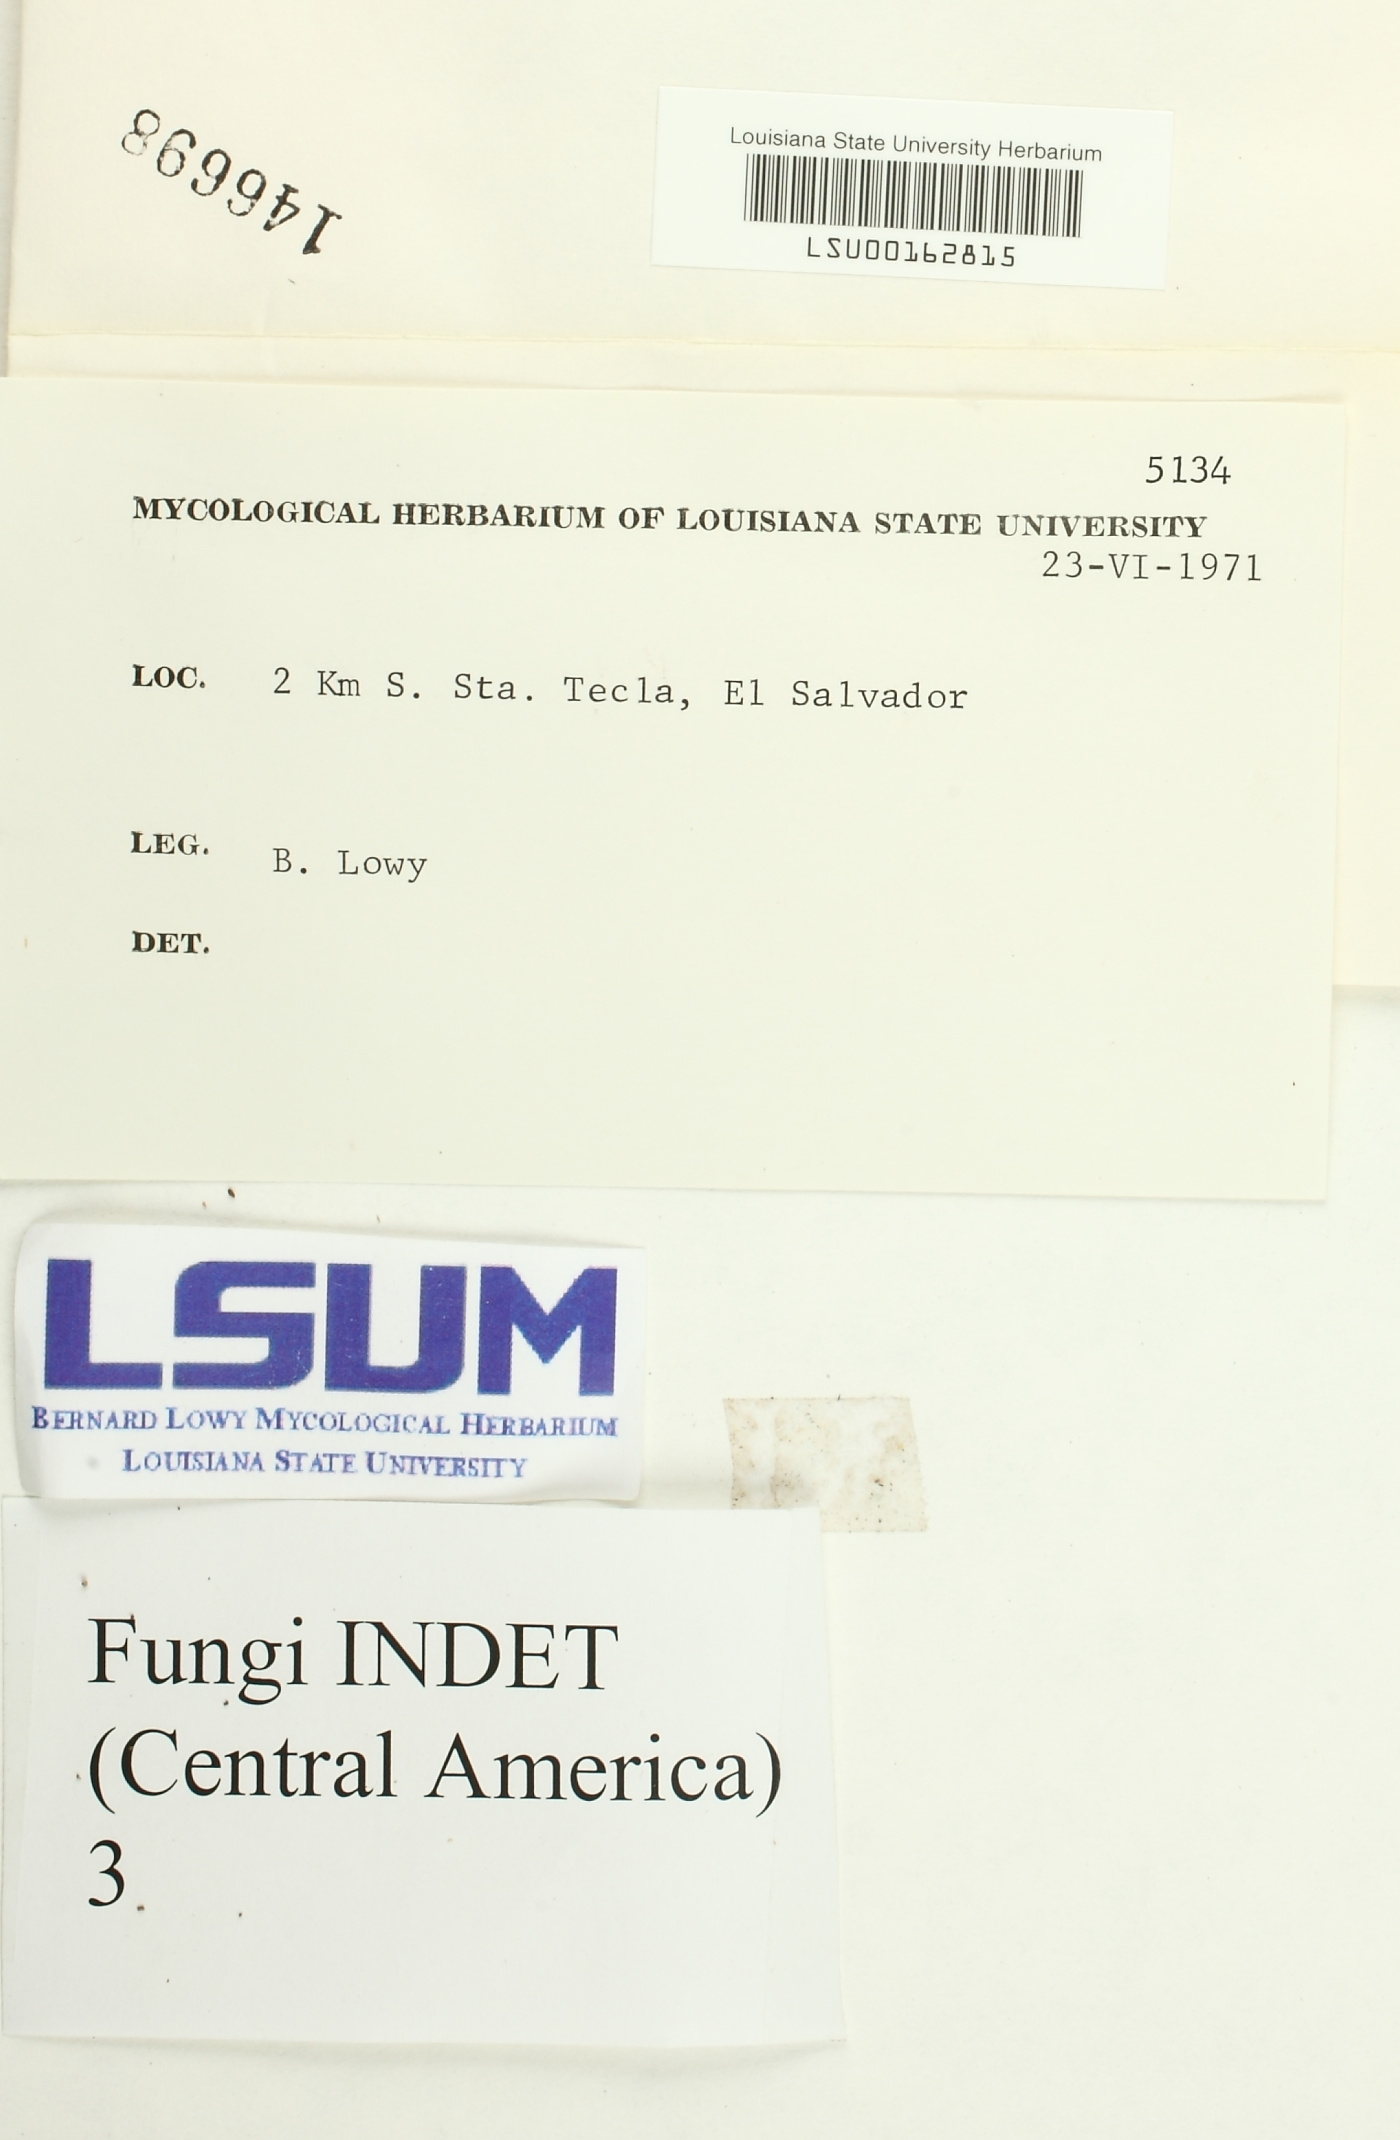 146698
Louisiana State University Herbarium
LSU00162815
5134
MYCOLOGICAL HERBARIUM OF LOUISIANA STATE UNIVERSITY
23-VI-1971
LOC. 2 Km S. Sta. Tecla, El Salvador
LEG. B. Lowy
DET.
LSUM
BERNARD LOWY MYCOLOGICAL HERBARIUM
LOUISIANA STATE UNIVERSITY
Fungi INDET
(Central America)
3